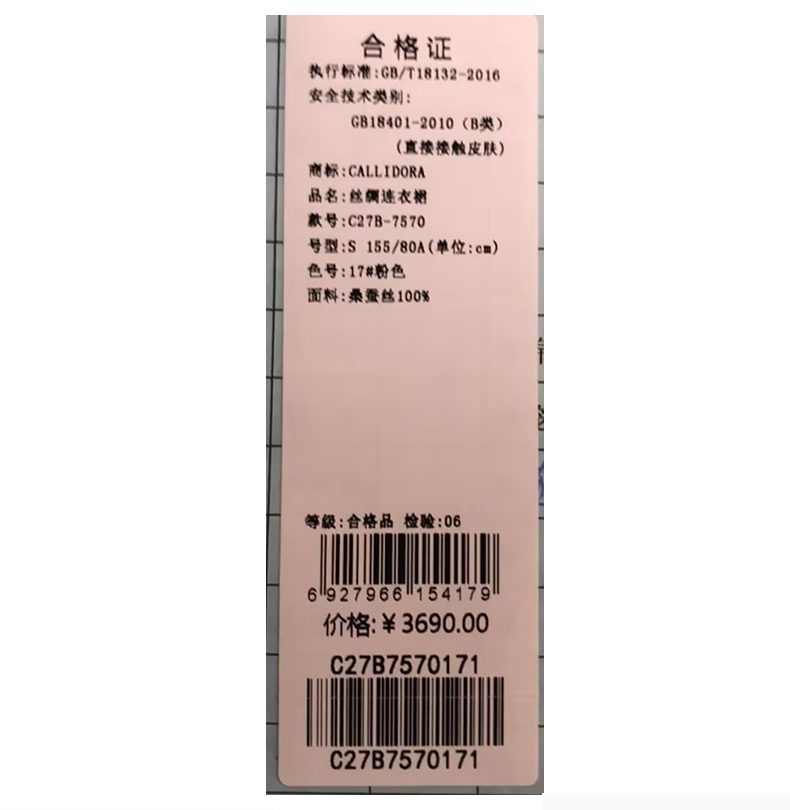 合格证
执行标准:GB/T18132-2016
安全技术类别:
GB18401-2010（B类）
(直接接触皮肤)
商标:CALLIDORA
品名:丝绸连衣裙
款号:C27B-7570
号型:S 155/80A(单位:cm)
色号:17#粉色
面料:桑蚕丝100%
等级:合格品 检验:06
6 927966 154179
价格:¥3690.00
C27B7570171
C27B7570171